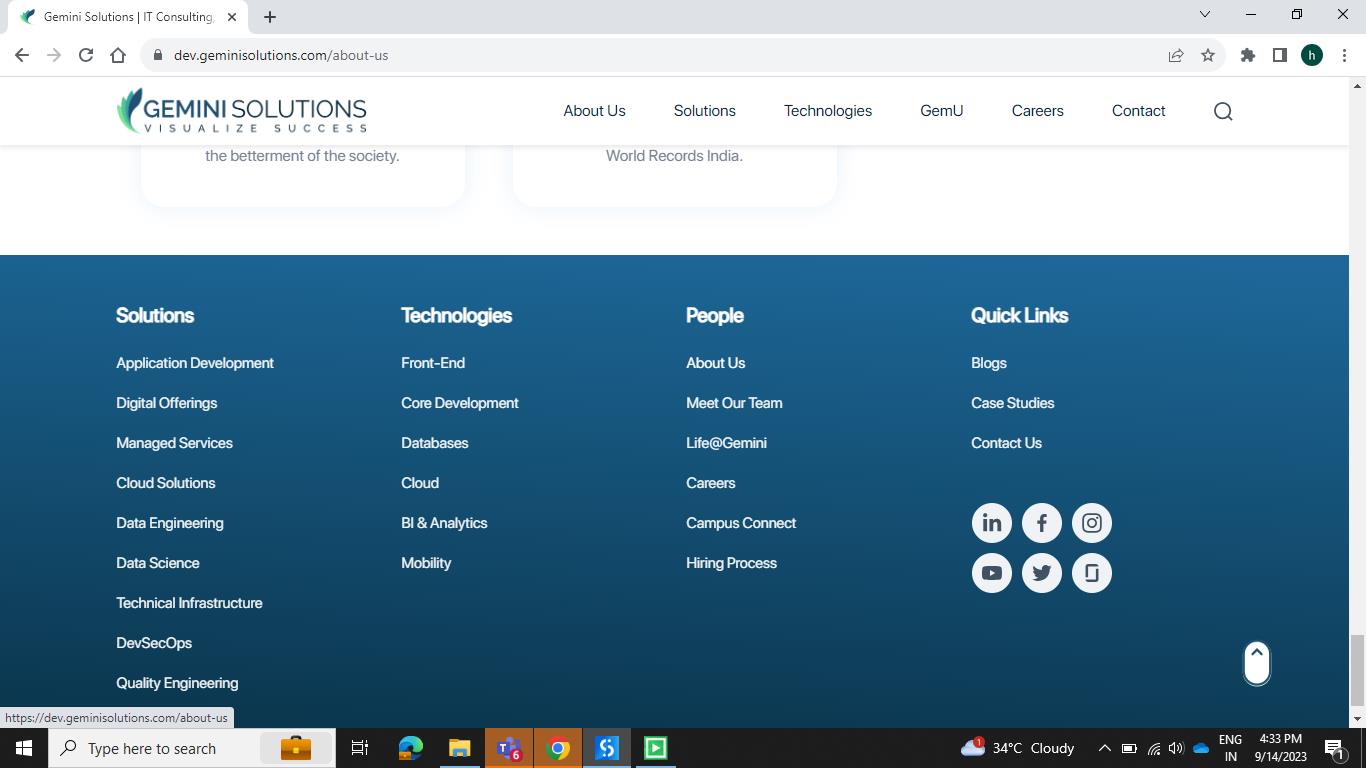 Gemini Solutions | IT Consulting,
dev.geminisolutions.com/about-us
h
GEMINI SOLUTIONS
VISUALIZE SUCCESS
About Us
Solutions
Technologies
GemU
Careers
Contact
the betterment of the society.
World Records India.
Solutions
Application Development
Digital Offerings
Managed Services
Cloud Solutions
Data Engineering
Data Science
Technical Infrastructure
DevSecOps
Quality Engineering
Technologies
Front-End
Core Development
Databases
Cloud
BI & Analytics
Mobility
People
About Us
Meet Our Team
Life@Gemini
Careers
Campus Connect
Hiring Process
Quick Links
Blogs
Case Studies
Contact Us
in
https://dev.geminisolutions.com/about-us
Type here to search
6
1
34°C Cloudy
ENG
IN
4:33 PM
9/14/2023
1